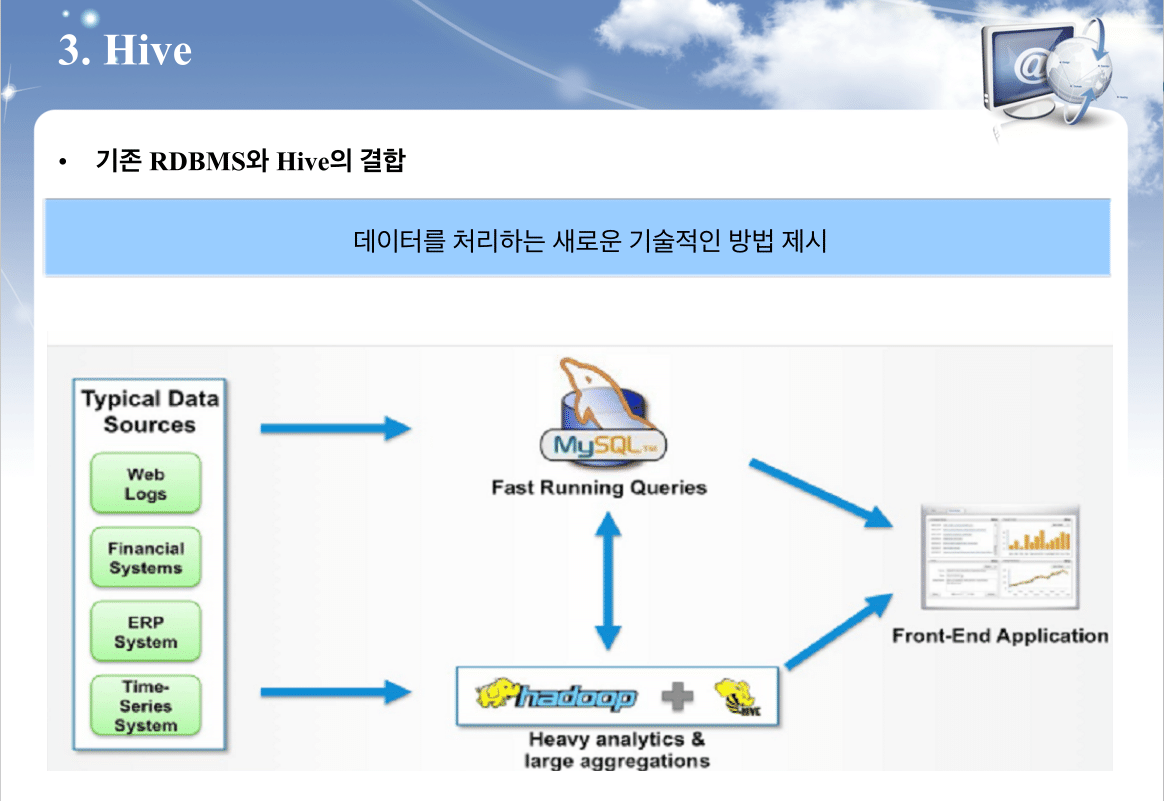 3. Hive
• 기존 RDBMS와 Hive의 결합
데이터를 처리하는 새로운 기술적인 방법 제시
Typical Data
Sources
Web
Logs
Financial
Systems
ERP
System
Time-
Series
System
MySQL™
Fast Running Queries
hadoop
HIVE
Heavy analytics &
large aggregations
Front-End Application
@